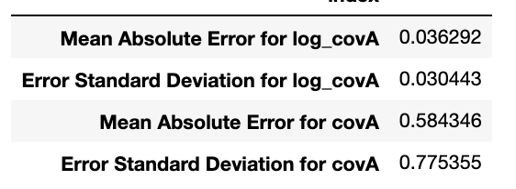 Mean Absolute Error for log_covA 0.036292
Error Standard Deviation for log_covA 0.030443
Mean Absolute Error for covA 0.584346
Error Standard Deviation for covA 0.775355